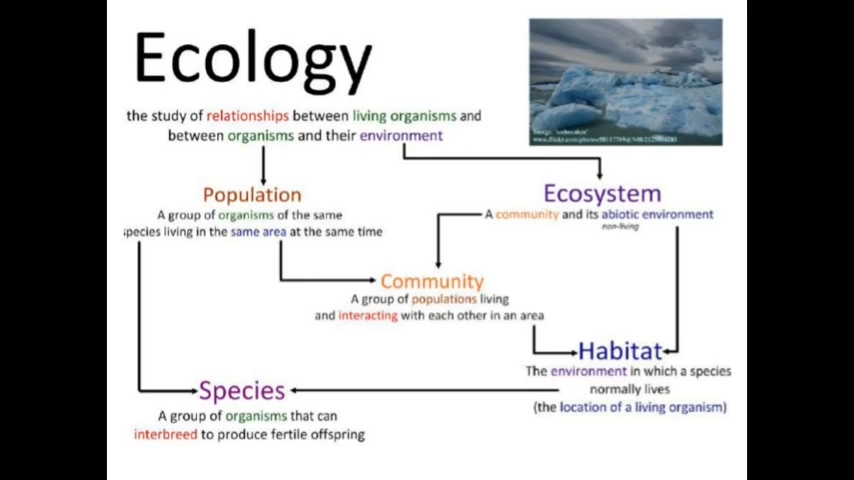 Ecology
the study of relationships between living organisms and
between organisms and their environment
Population
A group of organisms of the same
species living in the same area at the same time
Ecosystem
A community and its abiotic environment
non-living
Community
A group of populations living
and interacting with each other in an area
Habitat
The environment in which a species
normally lives
(the location of a living organism)
Species
A group of organisms that can
interbreed to produce fertile offspring